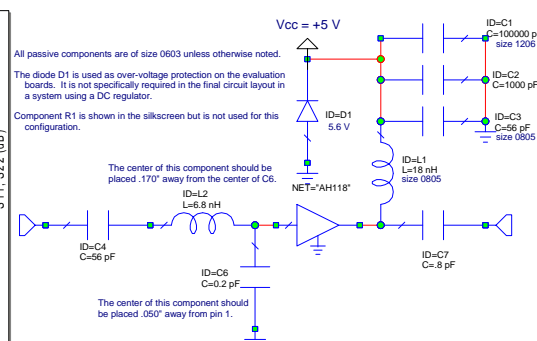 Vcc = +5 V
All passive components are of size 0603 unless otherwise noted.
The diode D1 is used as over-voltage protection on the evaluation
boards. It is not specifically required in the final circuit layout in
a system using a DC regulator.
Component R1 is shown in the silkscreen but is not used for this
configuration.
ID=C1
C=100000 p
size 1206
ID=C2
C=1000 pF
ID=C3
C=56 pF
size 0805
ID=D1
5.6 V
ID=L1
L=18 nH
size 0805
The center of this component should be
placed .170" away from the center of C6.
ID=L2
L=6.8 nH
NET="AH118"
ID=C4
C=56 pF
ID=C6
C=0.2 pF
ID=C7
C=.8 pF
The center of this component should
be placed .050" away from pin 1.
S11, S22 (dB)